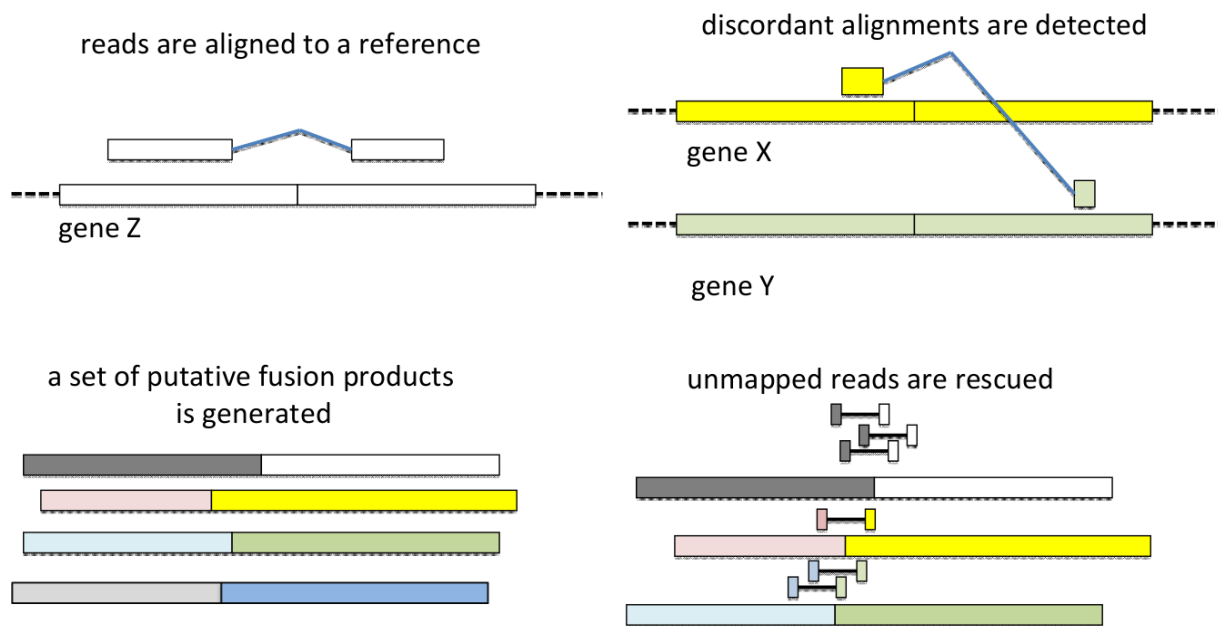 reads are aligned to a reference
gene Z
discordant alignments are detected
gene X
gene Y
a set of putative fusion products
is generated
unmapped reads are rescued